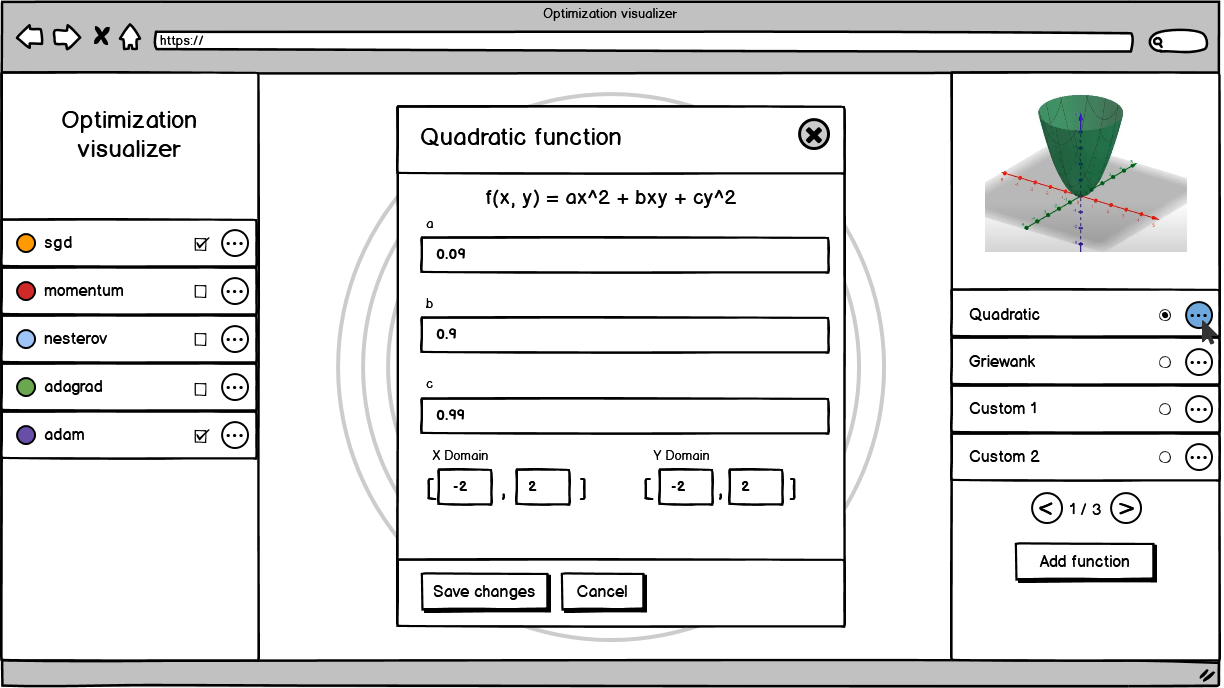 Optimization visualizer
https://
Optimization
visualizer
sgd
momentum
nesterov
adagrad
adam
Quadratic function
f(x, y) = ax^2 + bxy + cy^2
a
0.09
b
0.9
c
0.99
X Domain
Y Domain
[ -2 , 2 ]
[ -2 , 2 ]
Save changes
Cancel
Quadratic
Griewank
Custom 1
Custom 2
< 1 / 3 >
Add function